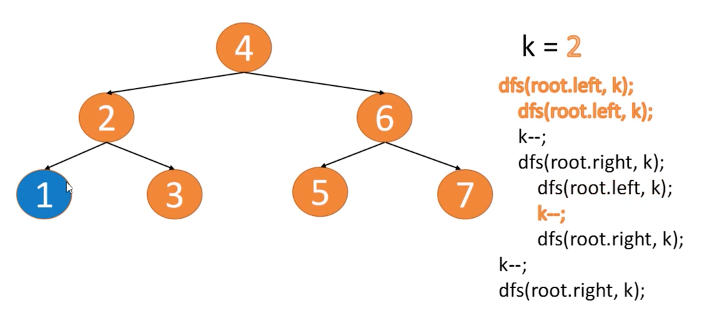 4
k = 2
dfs(root.left, k);
2
6
dfs(root.left, k);
k--;
dfs(root.right, k);
1
3
5
7
dfs(root.left, k);
k--;
dfs(root.right, k);
k--;
dfs(root.right, k);